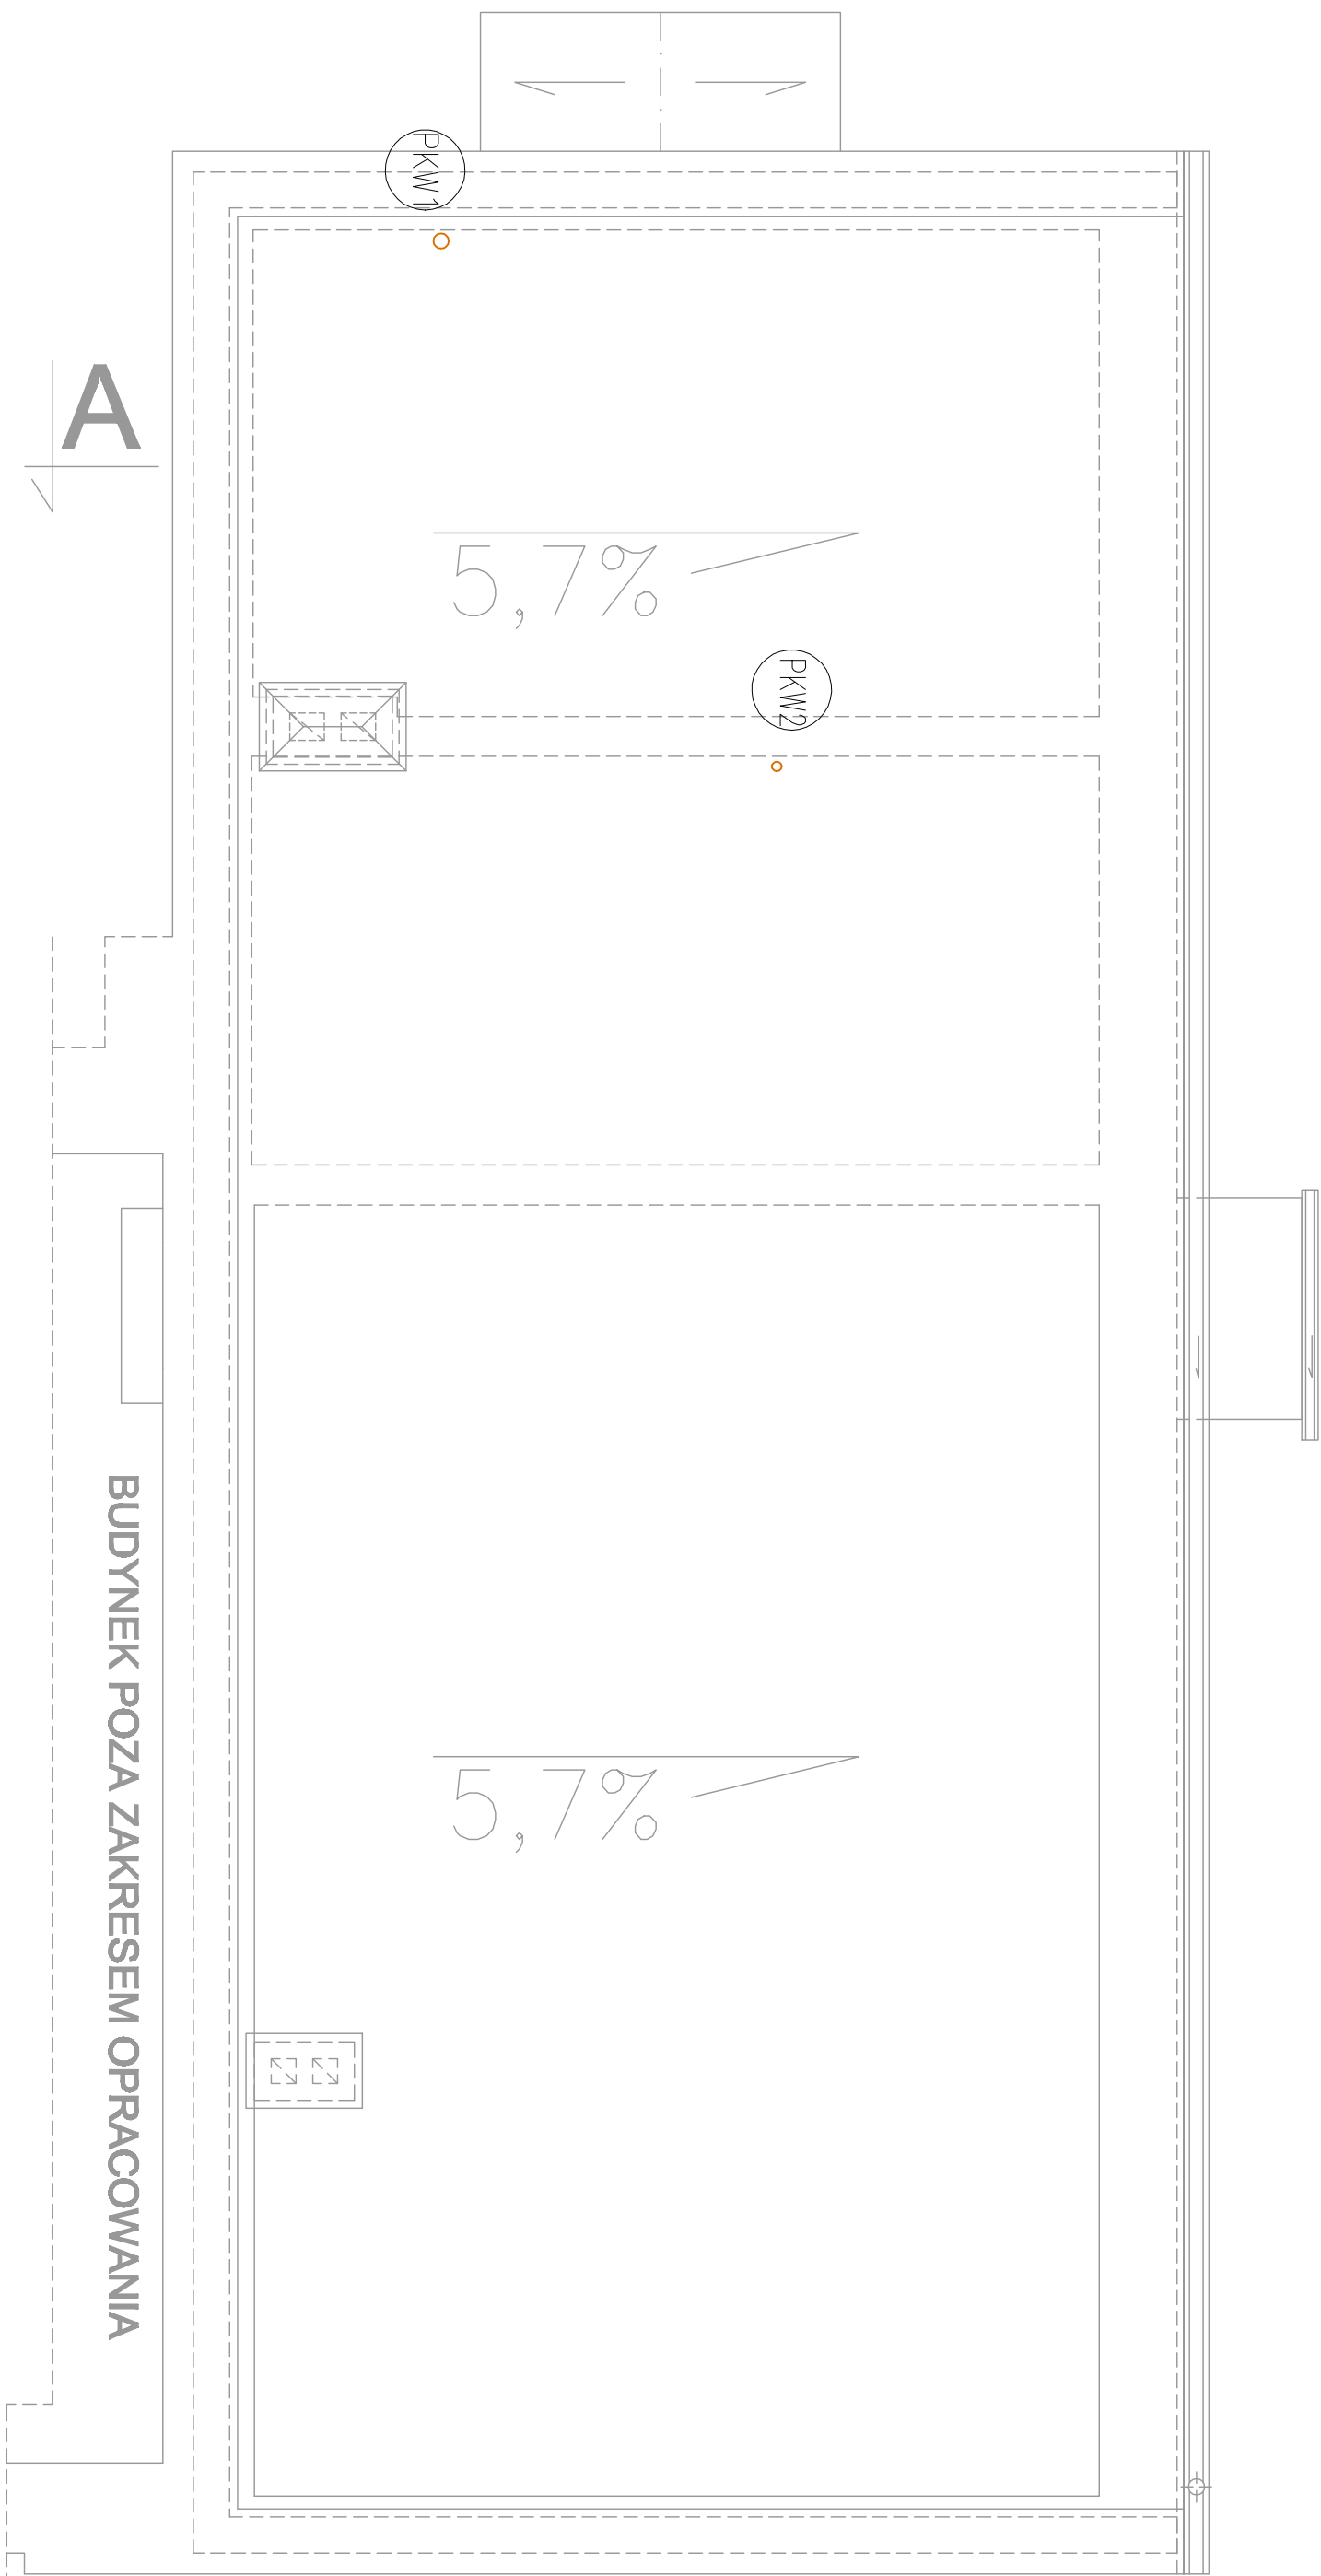 PKW1
A
5,7%
PKW2
BUDYNEK POZA ZAKRESEM OPRACOWANIA
5,7%